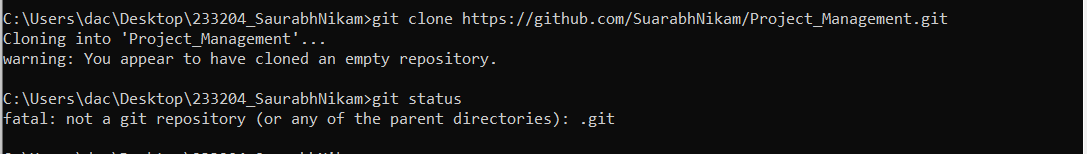 C:\Users\dac\Desktop\233204_SaurabhNikam>git clone https://github.com/SuarabhNikam/Project_Management.git
Cloning into 'Project_Management'...
warning: You appear to have cloned an empty repository.
C:\Users\dac\Desktop\233204_SaurabhNikam>git status
fatal: not a git repository (or any of the parent directories): .git